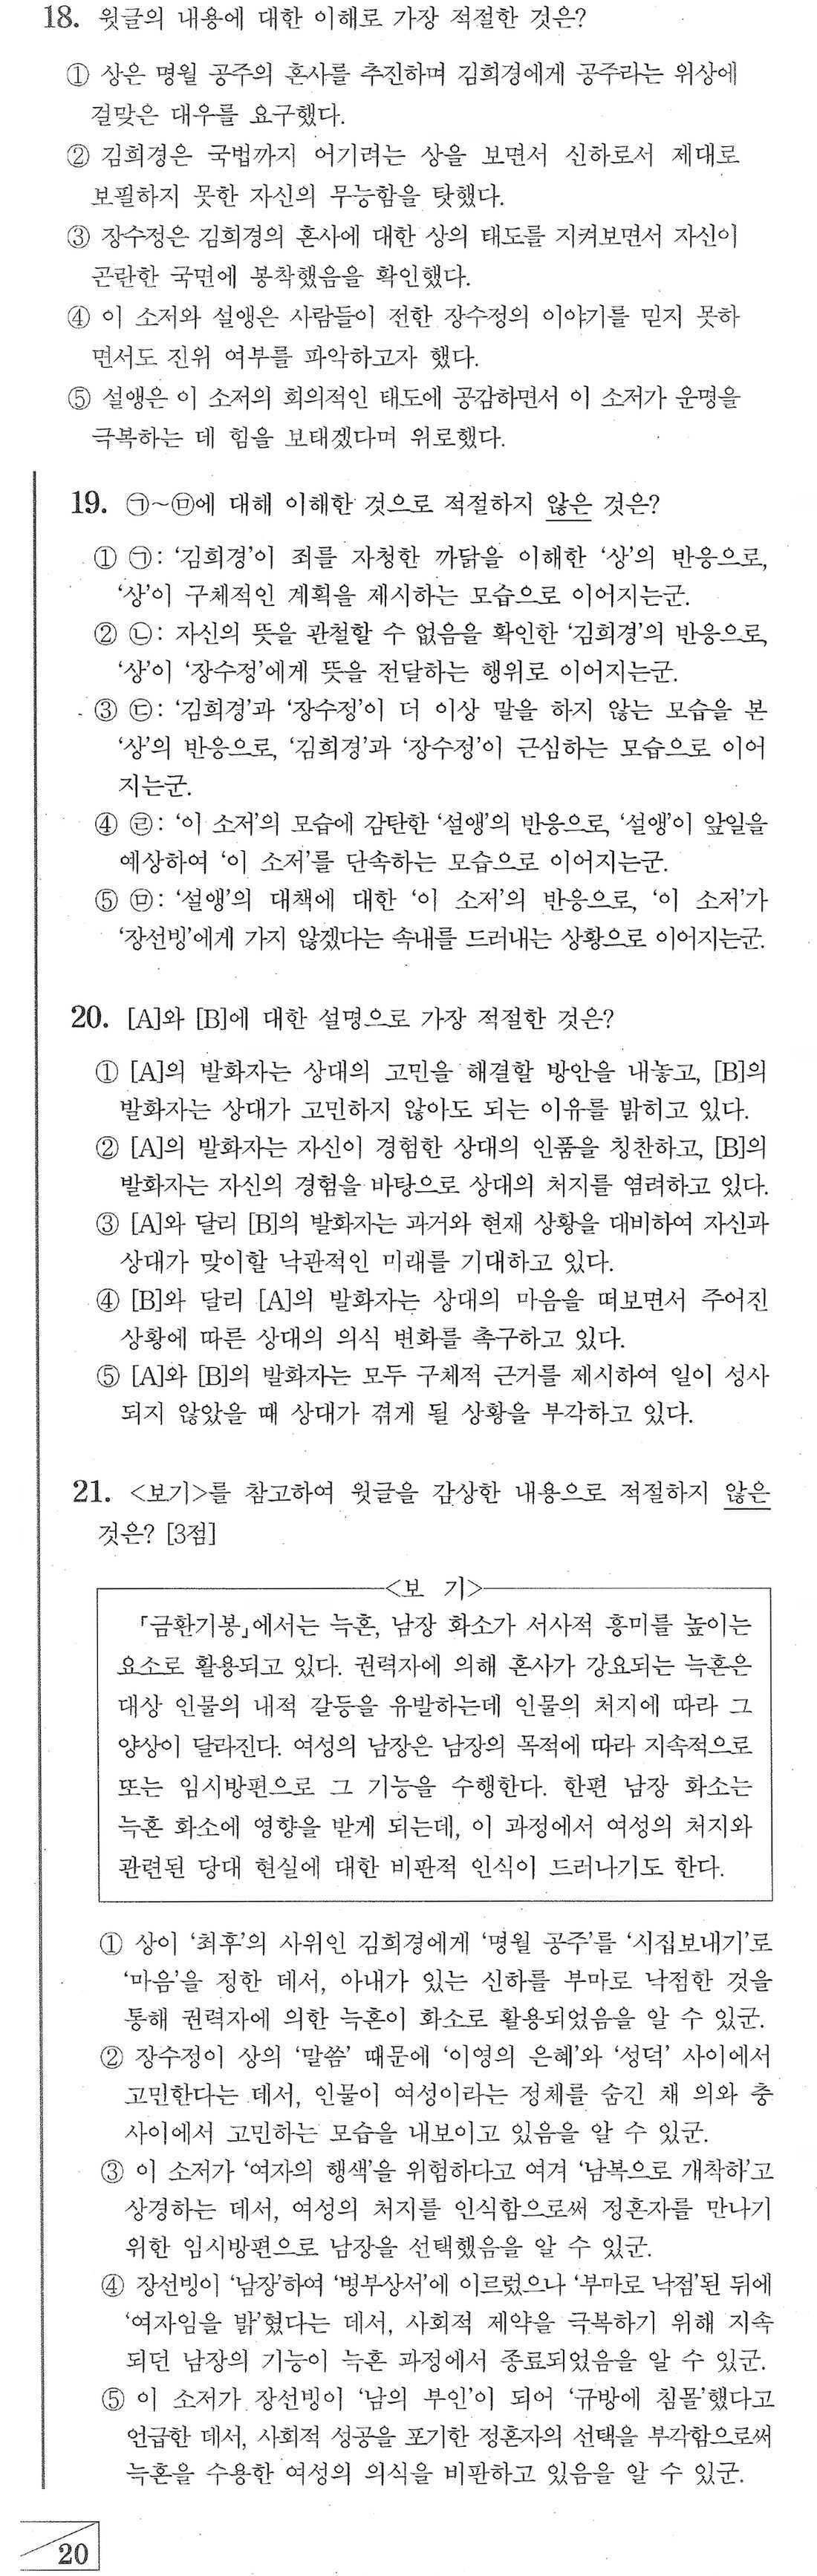 18. 윗글의 내용에 대한 이해로 가장 적절한 것은?
① 상은 명월 공주의 혼사를 추진하며 김희경에게 공주라는 위상에
걸맞은 대우를 요구했다.
② 김희경은 국법까지 어기려는 상을 보면서 신하로서 제대로
보필하지 못한 자신의 무능함을 탓했다.
③ 장수정은 김희경의 혼사에 대한 상의 태도를 지켜보면서 자신이
곤란한 국면에 봉착했음을 확인했다.
④ 이 소저와 설앵은 사람들이 전한 장수정의 이야기를 믿지 못하
면서도 진위 여부를 파악하고자 했다.
⑤ 설앵은 이 소저의 회의적인 태도에 공감하면서 이 소저가 운명을
극복하는 데 힘을 보태겠다며 위로했다.
19. ㉠~㉤에 대해 이해한 것으로 적절하지 않은 것은?
① ㉠: ‘김희경’이 죄를 자청한 까닭을 이해한 ‘상’의 반응으로,
‘상’이 구체적인 계획을 제시하는 모습으로 이어지는군.
② ㉡: 자신의 뜻을 관철할 수 없음을 확인한 ‘김희경’의 반응으로,
‘상’이 ‘장수정’에게 뜻을 전달하는 행위로 이어지는군.
③ ㉢: ‘김희경’과 ‘장수정’이 더 이상 말을 하지 않는 모습을 본
‘상’의 반응으로, ‘김희경’과 ‘장수정’이 근심하는 모습으로 이어
지는군.
④ ㉣: ‘이 소저’의 모습에 감탄한 ‘설앵’의 반응으로, ‘설앵’이 앞일을
예상하여 ‘이 소저’를 단속하는 모습으로 이어지는군.
⑤ ㉤: ‘설앵’의 대책에 대한 ‘이 소저’의 반응으로, ‘이 소저’가
‘장선빙’에게 가지 않겠다는 속내를 드러내는 상황으로 이어지는군.
20. [A]와 [B]에 대한 설명으로 가장 적절한 것은?
① [A]의 발화자는 상대의 고민을 해결할 방안을 내놓고, [B]의
발화자는 상대가 고민하지 않아도 되는 이유를 밝히고 있다.
② [A]의 발화자는 자신이 경험한 상대의 인품을 칭찬하고, [B]의
발화자는 자신의 경험을 바탕으로 상대의 처지를 염려하고 있다.
③ [A]와 달리 [B]의 발화자는 과거와 현재 상황을 대비하여 자신과
상대가 맞이할 낙관적인 미래를 기대하고 있다.
④ [B]와 달리 [A]의 발화자는 상대의 마음을 떠보면서 주어진
상황에 따른 상대의 의식 변화를 촉구하고 있다.
⑤ [A]와 [B]의 발화자는 모두 구체적 근거를 제시하여 일이 성사
되지 않았을 때 상대가 겪게 될 상황을 부각하고 있다.
21. <보기>를 참고하여 윗글을 감상한 내용으로 적절하지 않은
것은? [3점]
<보 기>
「금환기봉」에서는 늑혼, 남장 화소가 서사적 흥미를 높이는
요소로 활용되고 있다. 권력자에 의해 혼사가 강요되는 늑혼은
대상 인물의 내적 갈등을 유발하는데 인물의 처지에 따라 그
양상이 달라진다. 여성의 남장은 남장의 목적에 따라 지속적으로
또는 임시방편으로 그 기능을 수행한다. 한편 남장 화소는
늑혼 화소에 영향을 받게 되는데, 이 과정에서 여성의 처지와
관련된 당대 현실에 대한 비판적 인식이 드러나기도 한다.
① 상이 ‘최후’의 사위인 김희경에게 ‘명월 공주’를 ‘시집보내기’로
‘마음’을 정한 데서, 아내가 있는 신하를 부마로 낙점한 것을
통해 권력자에 의한 늑혼이 화소로 활용되었음을 알 수 있군.
② 장수정이 상의 ‘말씀’ 때문에 ‘이영의 은혜’와 ‘성덕’ 사이에서
고민한다는 데서, 인물이 여성이라는 정체를 숨긴 채 의와 충
사이에서 고민하는 모습을 내보이고 있음을 알 수 있군.
③ 이 소저가 ‘여자의 행색’을 위험하다고 여겨 ‘남복으로 개착하’고
상경하는 데서, 여성의 처지를 인식함으로써 정혼자를 만나기
위한 임시방편으로 남장을 선택했음을 알 수 있군.
④ 장선빙이 ‘남장’하여 ‘병부상서’에 이르렀으나 ‘부마로 낙점’된 뒤에
‘여자임을 밝’혔다는 데서, 사회적 제약을 극복하기 위해 지속
되던 남장의 기능이 늑혼 과정에서 종료되었음을 알 수 있군.
⑤ 이 소저가 장선빙이 ‘남의 부인’이 되어 ‘규방에 침몰’했다고
언급한 데서, 사회적 성공을 포기한 정혼자의 선택을 부각함으로써
늑혼을 수용한 여성의 의식을 비판하고 있음을 알 수 있군.
20